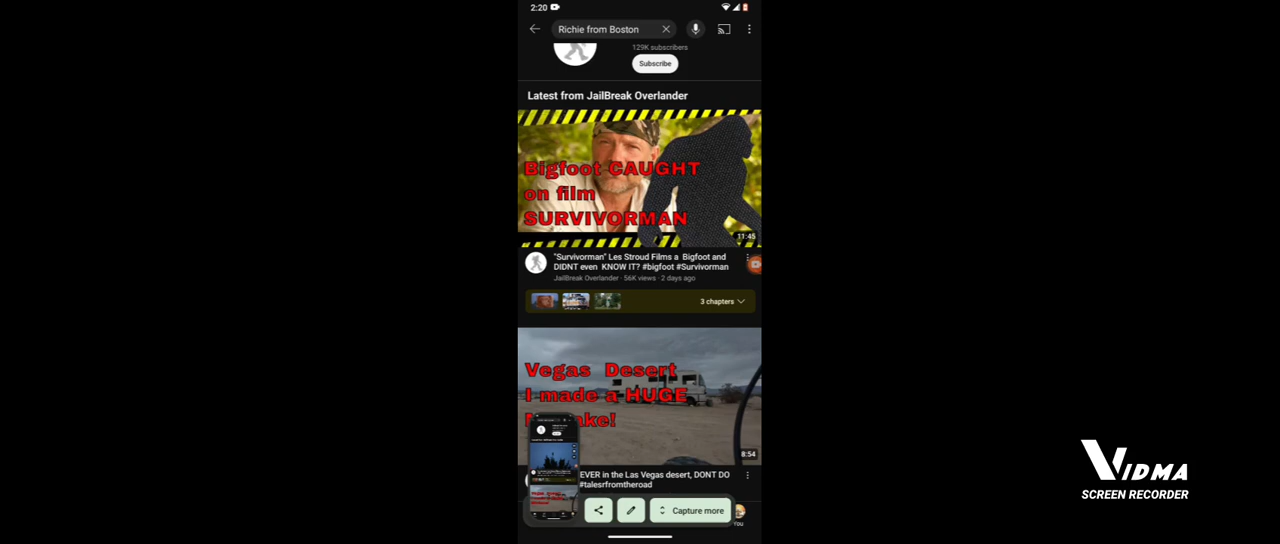 2:20
Richie from Boston
129K subscribers
Subscribe
Latest from JailBreak Overlander
Bigfoot CAUGHT
on film
SURVIVORMAN
11:45
"Survivorman" Les Stroud Films a Bigfoot and
DIDNT even KNOW IT? #bigfoot #Survivorman
JailBreak Overlander · 56K views · 2 days ago
3 chapters
Vegas Desert
I made a HUGE
ake!
8:54
EVER in the Las Vegas desert, DONT DO
#talesrfromtheroad
Capture more
You
VIDMA
SCREEN RECORDER